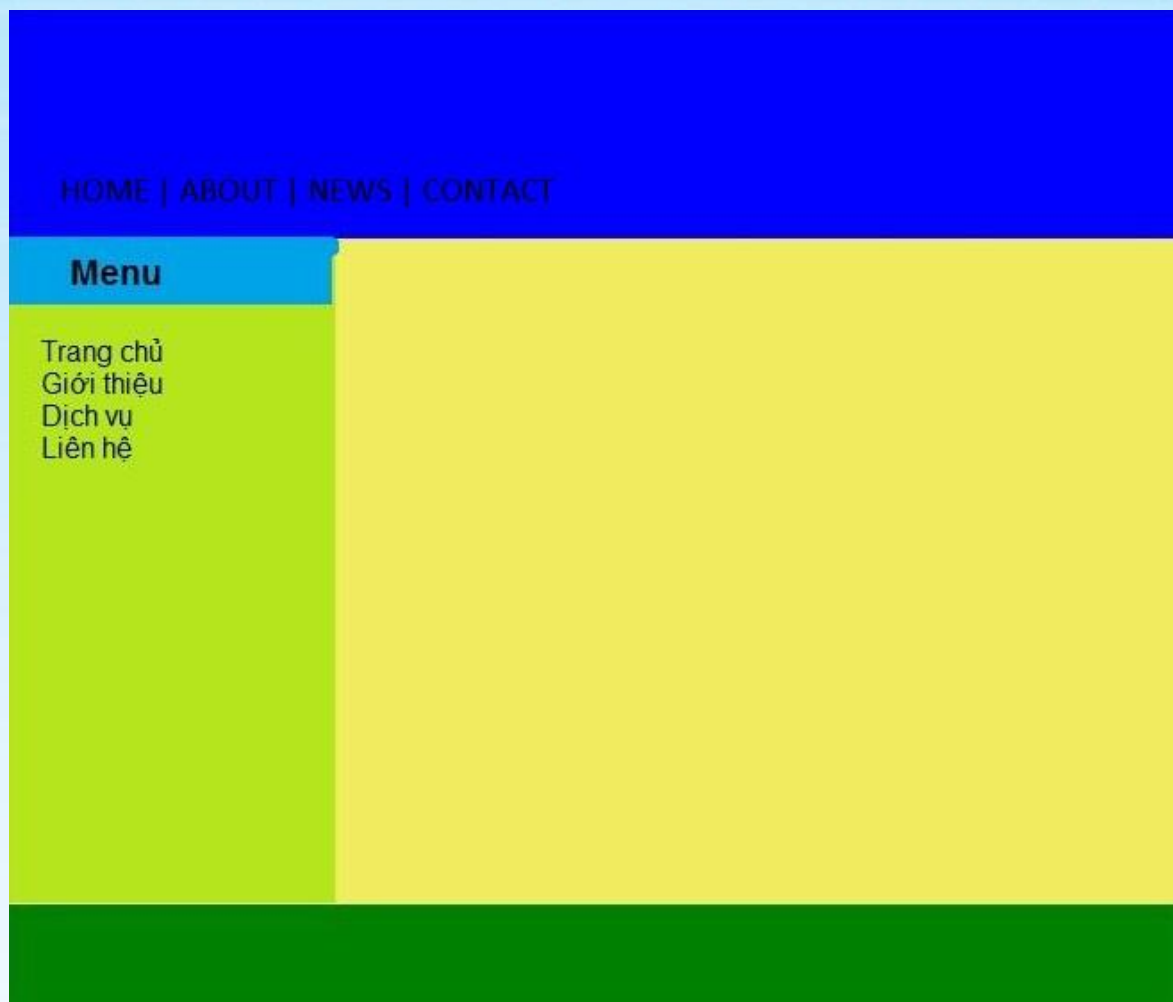 HOME | ABOUT | NEWS | CONTACT
Menu
Trang chủ
Giới thiệu
Dịch vụ
Liên hệ